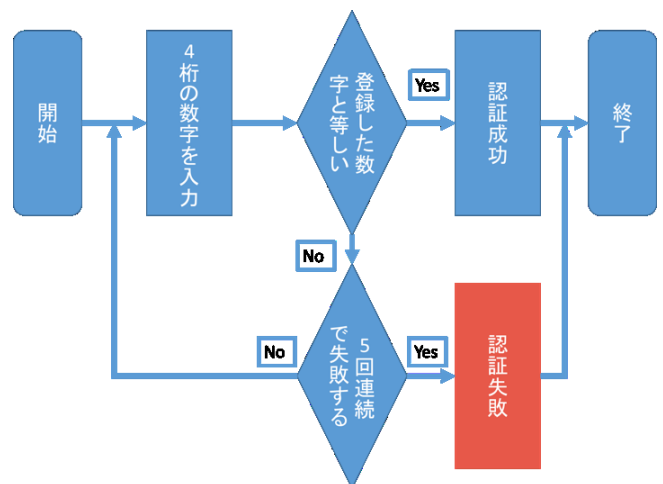 開始
4桁の数字を入力
登録した数
字と等しい
Yes
認証成功
終了
No
5回連続
で失敗する
No
Yes
認証失敗